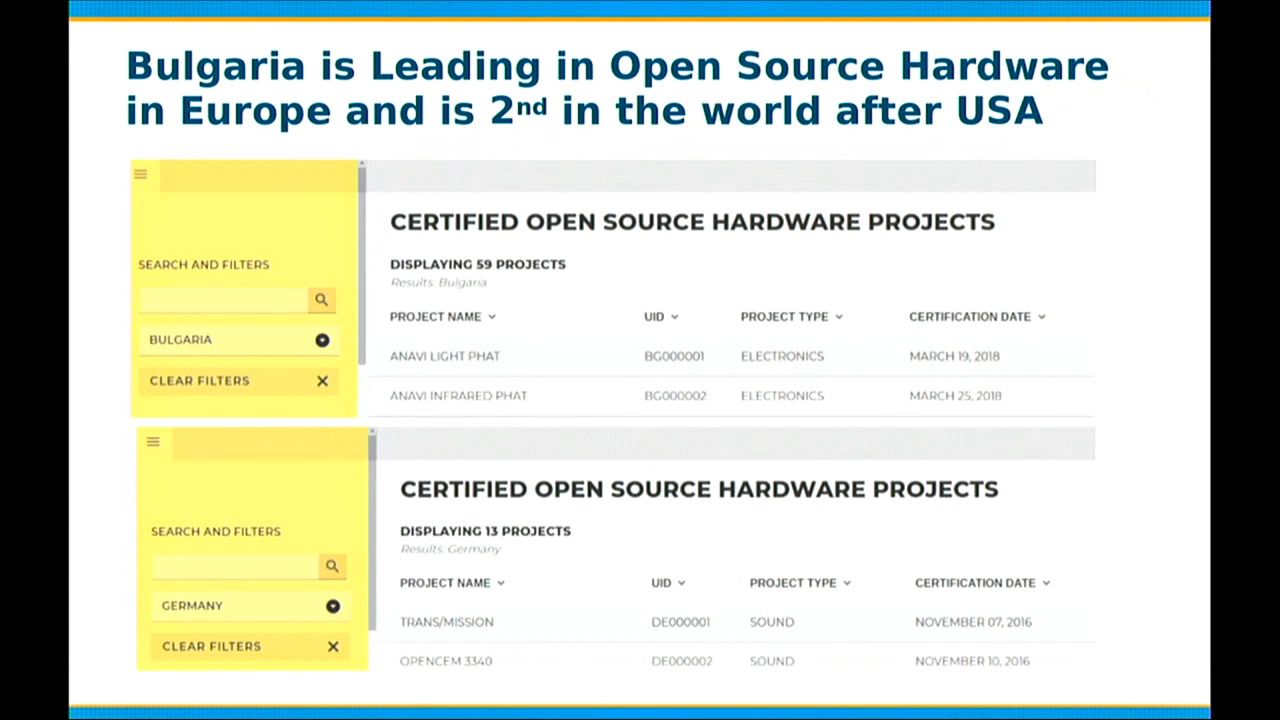 Bulgaria is Leading in Open Source Hardware
in Europe and is 2nd in the world after USA
CERTIFIED OPEN SOURCE HARDWARE PROJECTS
SEARCH AND FILTERS
DISPLAYING 59 PROJECTS
Results: Bulgaria
PROJECT NAME UID PROJECT TYPE CERTIFICATION DATE
BULGARIA
ANAVI LIGHT PHAT BG000001 ELECTRONICS MARCH 19, 2018
CLEAR FILTERS
ANAVI INFRARED PHAT BG000002 ELECTRONICS MARCH 25, 2018
CERTIFIED OPEN SOURCE HARDWARE PROJECTS
SEARCH AND FILTERS
DISPLAYING 13 PROJECTS
Results: Germany
PROJECT NAME UID PROJECT TYPE CERTIFICATION DATE
GERMANY
TRANS/MISSION DE000001 SOUND NOVEMBER 07, 2016
CLEAR FILTERS
OPENCEM 3340 DE000002 SOUND NOVEMBER 10, 2016